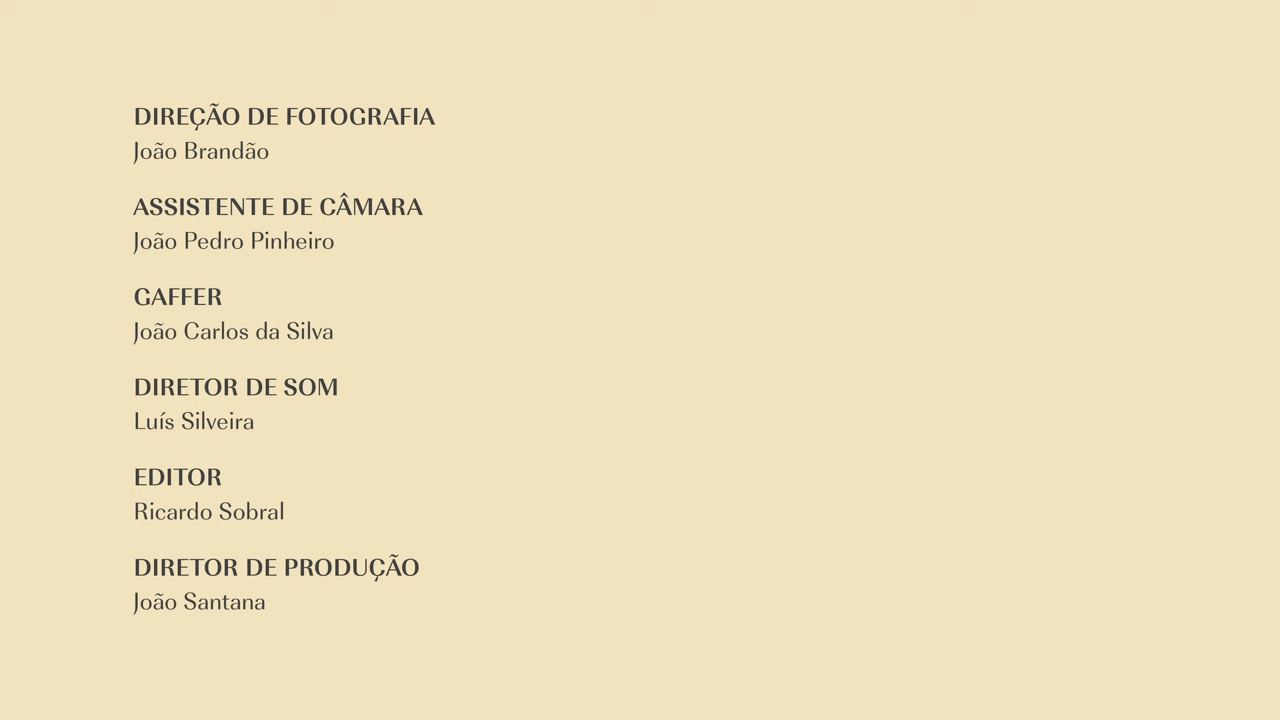 DIREÇÃO DE FOTOGRAFIA
João Brandão
ASSISTENTE DE CÂMARA
João Pedro Pinheiro
GAFFER
João Carlos da Silva
DIRETOR DE SOM
Luís Silveira
EDITOR
Ricardo Sobral
DIRETOR DE PRODUÇÃO
João Santana